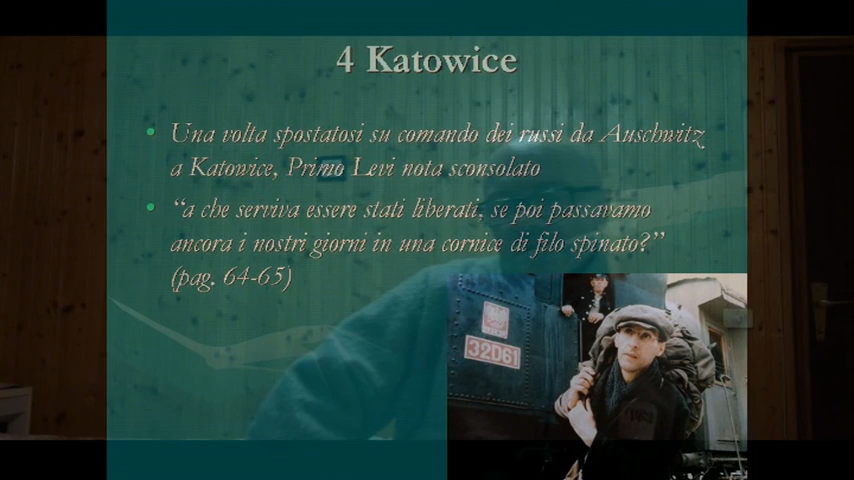 4 Katowice
• Una volta spostatosi su comando dei russi da Auschwitz
a Katowice, Primo Levi nota sconsolato
• “a che serviva essere stati liberati, se poi passavamo
ancora i nostri giorni in una cornice di filo spinato?”
(pag. 64-65)
32D61